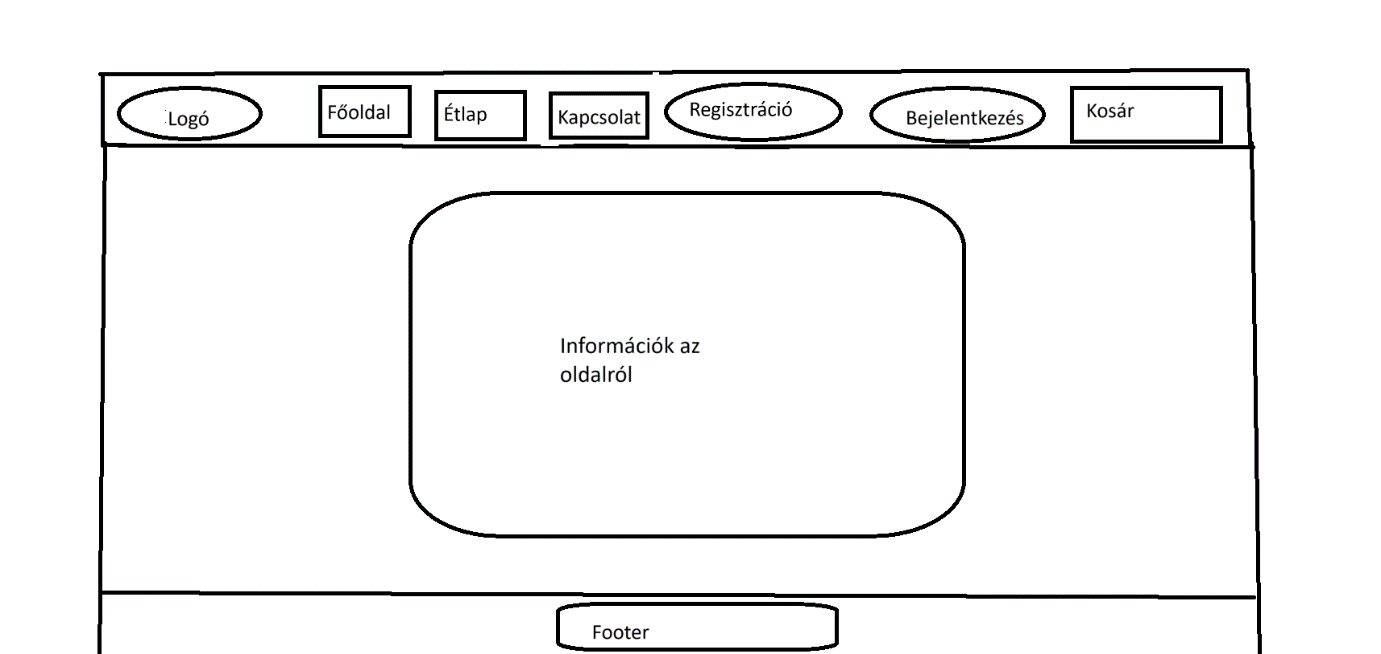 Logó
Főoldal
Étlap
Kapcsolat
Regisztráció
Bejelentkezés
Kosár
Információk az
oldalról
Footer